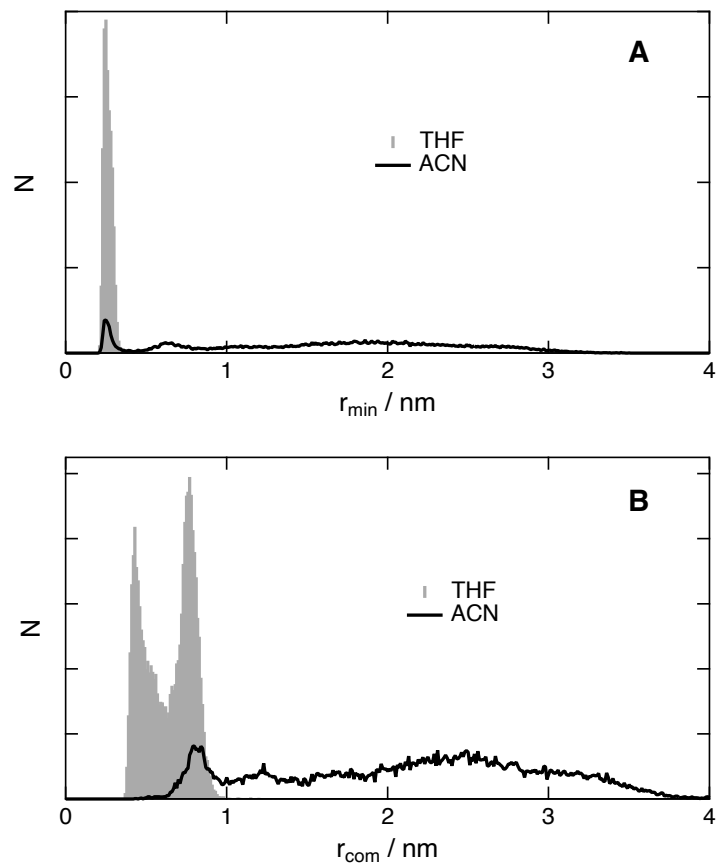 A
THF
ACN
N
0 1 2 3 4
r_min / nm
B
THF
ACN
N
0 1 2 3 4
r_com / nm